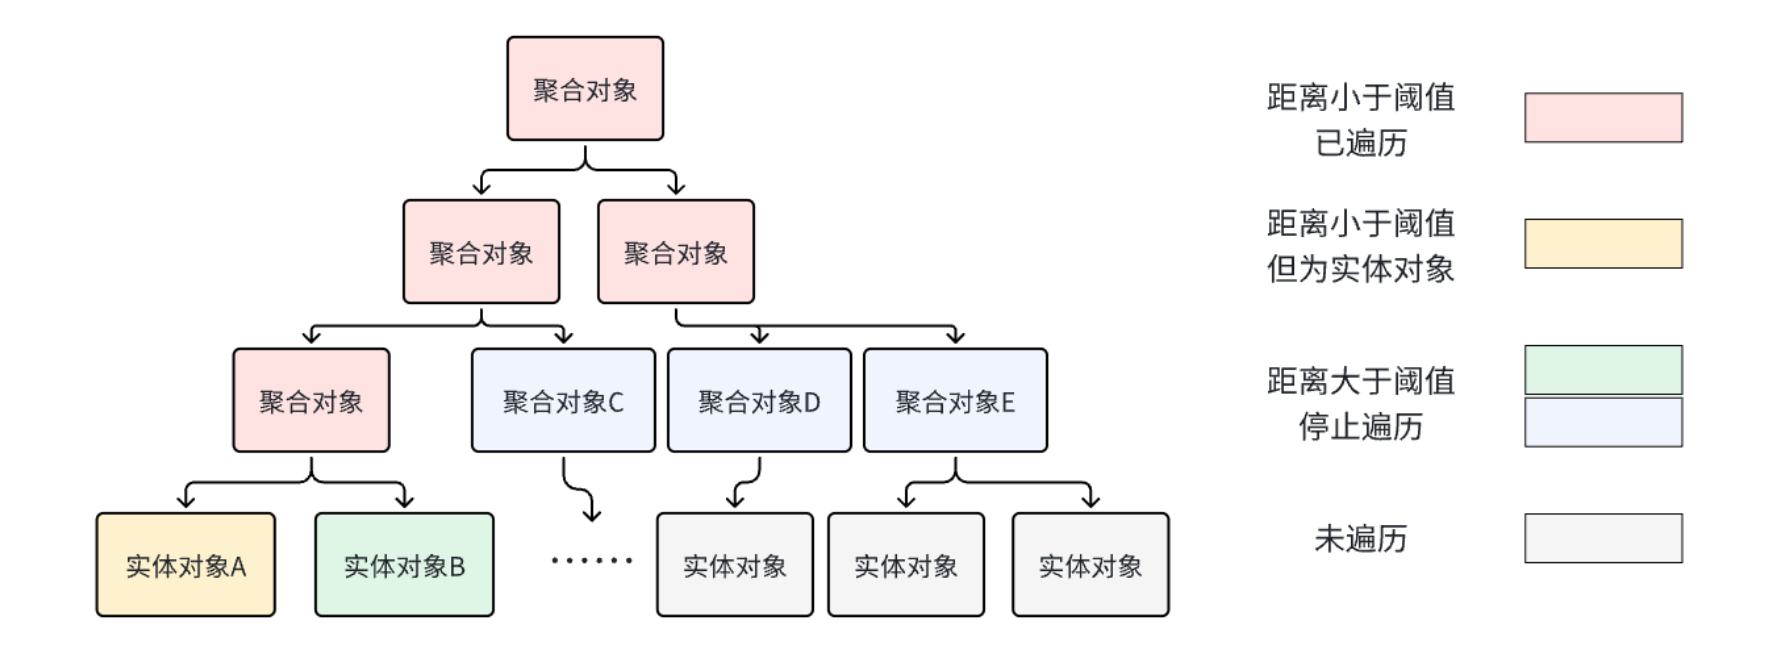 聚合对象
聚合对象
聚合对象
聚合对象
聚合对象C
聚合对象D
聚合对象E
实体对象A
实体对象B
······
实体对象
实体对象
实体对象
距离小于阈值
已遍历
距离小于阈值
但为实体对象
距离大于阈值
停止遍历
未遍历